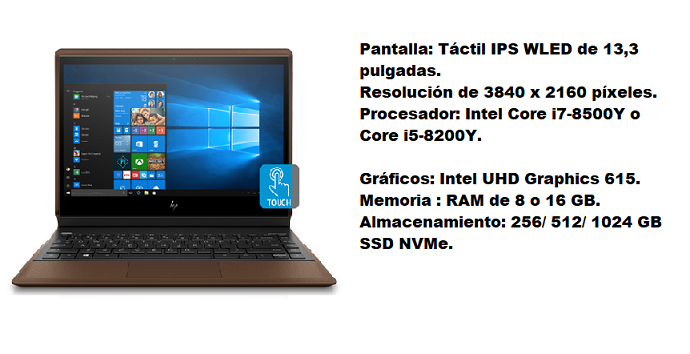 Pantalla: Táctil IPS WLED de 13,3
pulgadas.
Resolución de 3840 x 2160 píxeles.
Procesador: Intel Core i7-8500Y o
Core i5-8200Y.
Gráficos: Intel UHD Graphics 615.
Memoria : RAM de 8 o 16 GB.
Almacenamiento: 256/ 512/ 1024 GB
SSD NVMe.
TOUCH
hp